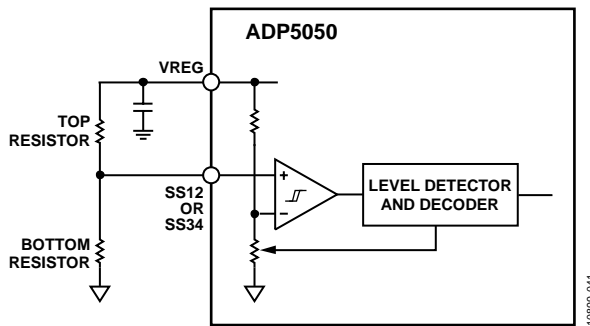 ADP5050
VREG
TOP
RESISTOR
SS12
OR
SS34
+
–
LEVEL DETECTOR
AND DECODER
BOTTOM
RESISTOR